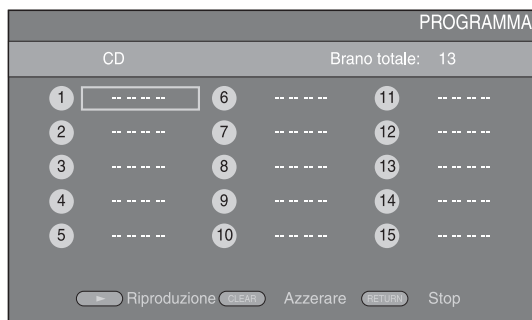 PROGRAMMA
CD Brano totale: 13
1 -- -- -- -- 6 -- -- -- -- 11 -- -- -- --
2 -- -- -- -- 7 -- -- -- -- 12 -- -- -- --
3 -- -- -- -- 8 -- -- -- -- 13 -- -- -- --
4 -- -- -- -- 9 -- -- -- -- 14 -- -- -- --
5 -- -- -- -- 10 -- -- -- -- 15 -- -- -- --
Riproduzione CLEAR Azzerare RETURN Stop